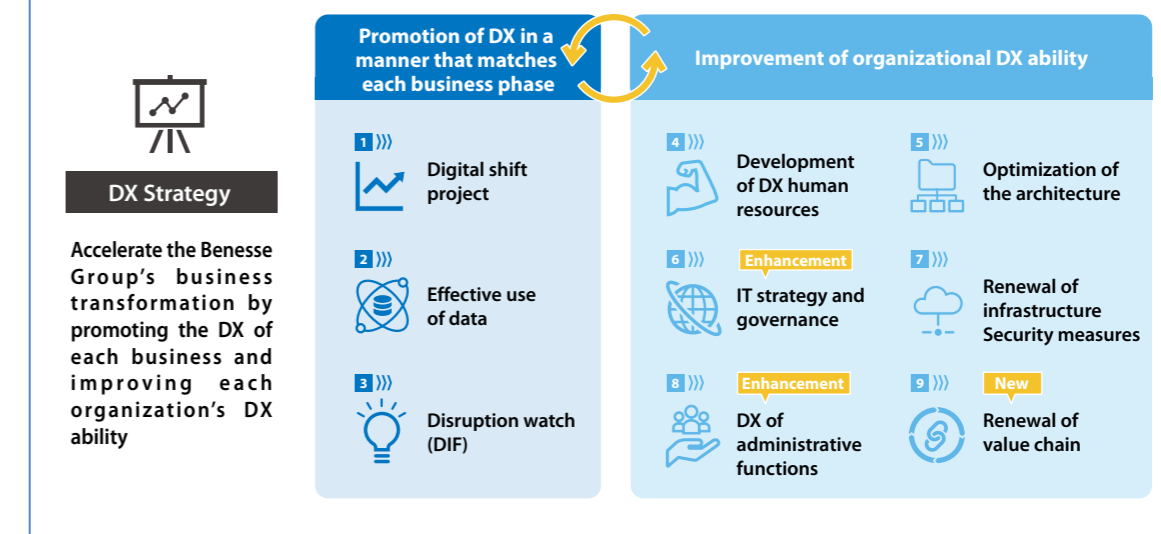 DX Strategy
Accelerate the Benesse
Group's business
transformation by
promoting the DX of
each business and
improving each
organization's DX
ability
Promotion of DX in a
manner that matches
each business phase
1
Digital shift
project
2
Effective use
of data
3
Disruption watch
(DIF)
Improvement of organizational DX ability
4
Development
of DX human
resources
5
Optimization of
the architecture
6
Enhancement
IT strategy and
governance
7
Renewal of
infrastructure
Security measures
8
Enhancement
DX of
administrative
functions
9
New
Renewal of
value chain